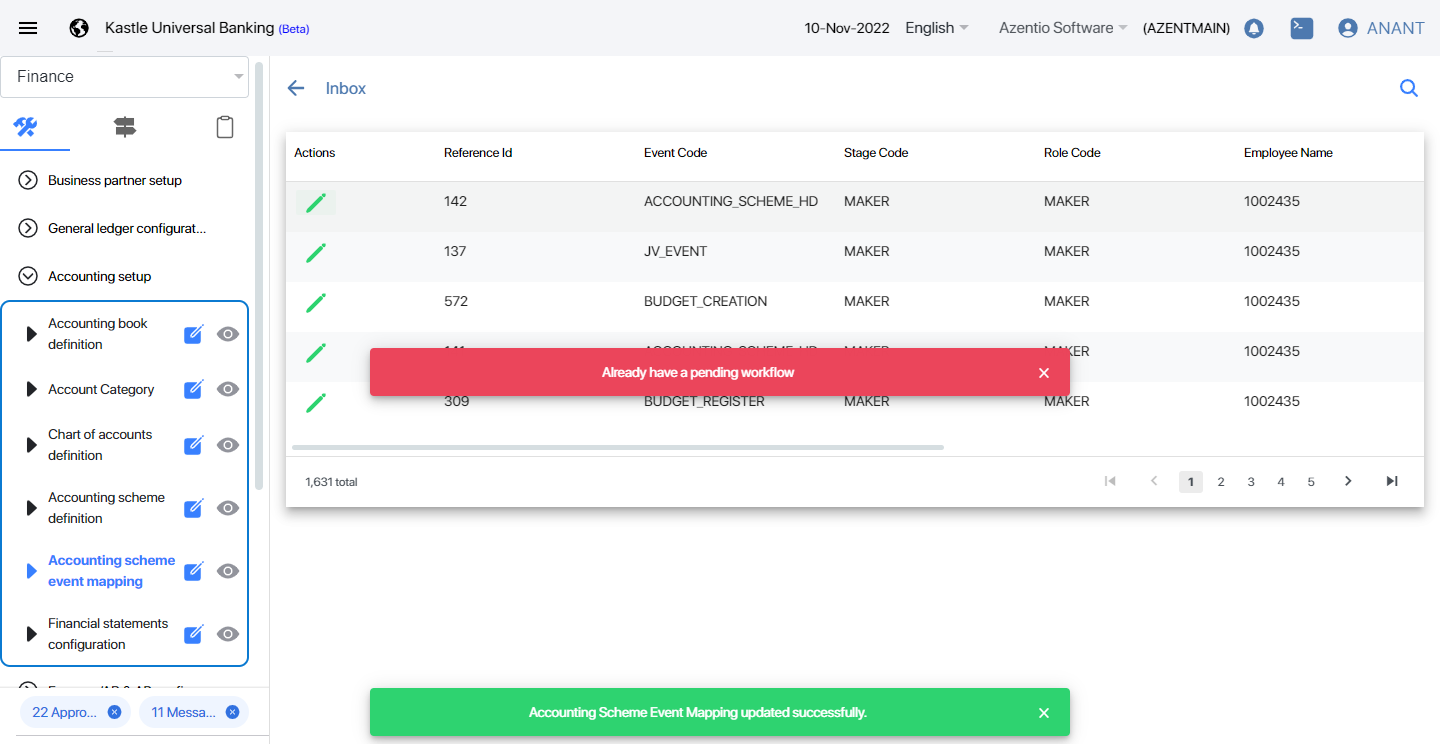 Kastle Universal Banking (Beta)
10-Nov-2022 English Azentio Software (AZENTMAIN) ANANT
Finance
Business partner setup
General ledger configurat...
Accounting setup
Accounting book
definition
Account Category
Chart of accounts
definition
Accounting scheme
definition
Accounting scheme
event mapping
Financial statements
configuration
22 Appro...
11 Messa...
Inbox
Actions Reference Id Event Code Stage Code Role Code Employee Name
142 ACCOUNTING_SCHEME_HD MAKER MAKER 1002435
137 JV_EVENT MAKER MAKER 1002435
572 BUDGET_CREATION MAKER MAKER 1002435
ACCOUNTING_SCHEME_HD MAKER MAKER 1002435
Already have a pending workflow
309 BUDGET_REGISTER MAKER MAKER 1002435
1,631 total
1 2 3 4 5
Accounting Scheme Event Mapping updated successfully.